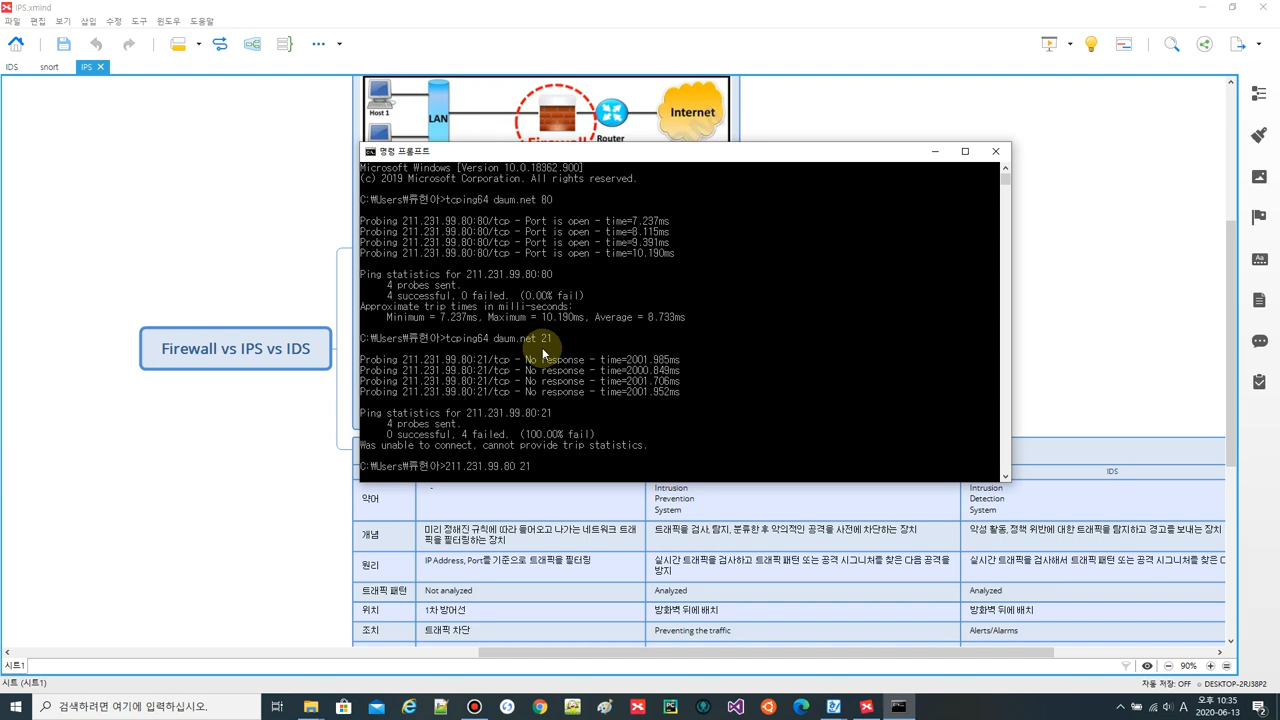 IPS.xmind
파일 편집 보기 삽입 수정 도구 윈도우 도움말
IDS snort IPS
Host 1
LAN
Router
Internet
명령 프롬프트
Microsoft Windows [Version 10.0.18362.900]
(c) 2019 Microsoft Corporation. All rights reserved.
C:₩Users₩류현아>tcping64 daum.net 80
Probing 211.231.99.80:80/tcp - Port is open - time=7.237ms
Probing 211.231.99.80:80/tcp - Port is open - time=8.115ms
Probing 211.231.99.80:80/tcp - Port is open - time=9.391ms
Probing 211.231.99.80:80/tcp - Port is open - time=10.190ms
Ping statistics for 211.231.99.80:80
4 probes sent.
4 successful, 0 failed. (0.00% fail)
Approximate trip times in milli-seconds:
Minimum = 7.237ms, Maximum = 10.190ms, Average = 8.733ms
C:₩Users₩류현아>tcping64 daum.net 21
Probing 211.231.99.80:21/tcp - No response - time=2001.985ms
Probing 211.231.99.80:21/tcp - No response - time=2000.849ms
Probing 211.231.99.80:21/tcp - No response - time=2001.706ms
Probing 211.231.99.80:21/tcp - No response - time=2001.952ms
Ping statistics for 211.231.99.80:21
4 probes sent.
0 successful, 4 failed. (100.00% fail)
Was unable to connect, cannot provide trip statistics.
C:₩Users₩류현아>211.231.99.80 21
Firewall vs IPS vs IDS
IDS
약어 - Intrusion Prevention System Intrusion Detection System
개념 미리 정해진 규칙에 따라 들어오고 나가는 네트워크 트래픽을 필터링하는 장치 트래픽을 검사, 탐지, 분류한 후 악의적인 공격을 사전에 차단하는 장치 악성 활동, 정책 위반에 대한 트래픽을 탐지하고 경고를 보내는 장치
원리 IP Address, Port를 기준으로 트래픽을 필터링 실시간 트래픽을 검사하고 트래픽 패턴 또는 공격 시그니처를 찾은 다음 공격을 방지 실시간 트래픽을 검사해서 트래픽 패턴 또는 공격 시그니처를 찾은
트래픽 패턴 Not analyzed Analyzed Analyzed
위치 1차 방어선 방화벽 뒤에 배치 방화벽 뒤에 배치
조치 트래픽 차단 Preventing the traffic Alerts/Alarms
시트1
90%
시트 (시트1)
자동 저장: OFF DESKTOP-2RJ38P2
검색하려면 여기에 입력하십시오.
A
오후 10:35
2020-06-13
2